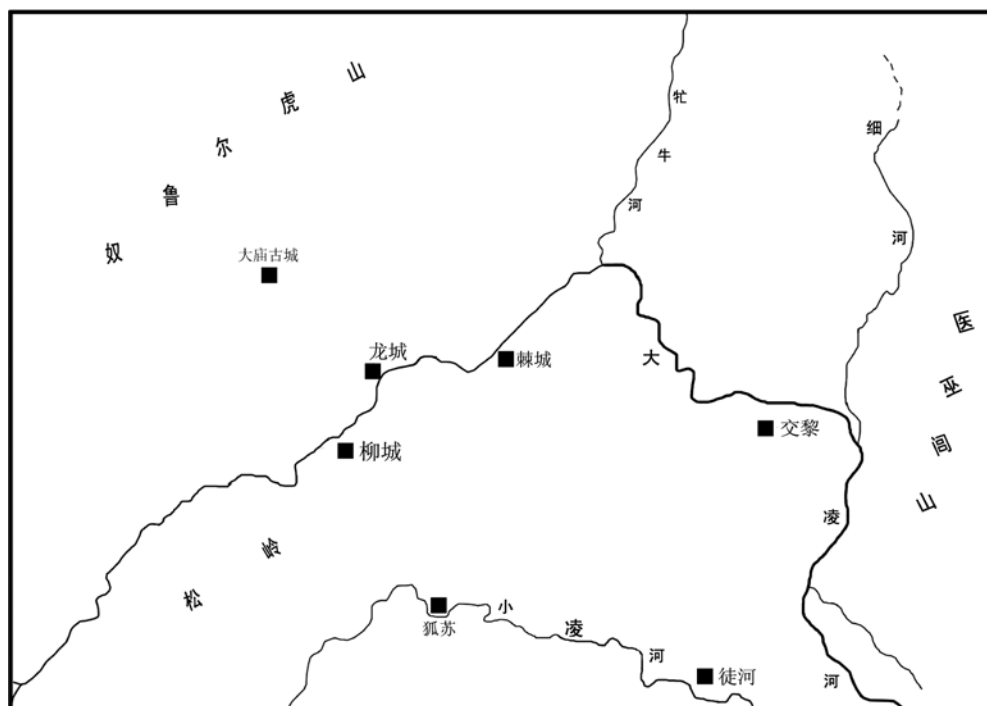 奴鲁尔虎山
大庙古城
龙城
柳城
棘城
牤牛河
细河
医巫闾山
大凌河
交黎
松岭
狐苏
小凌河
徒河